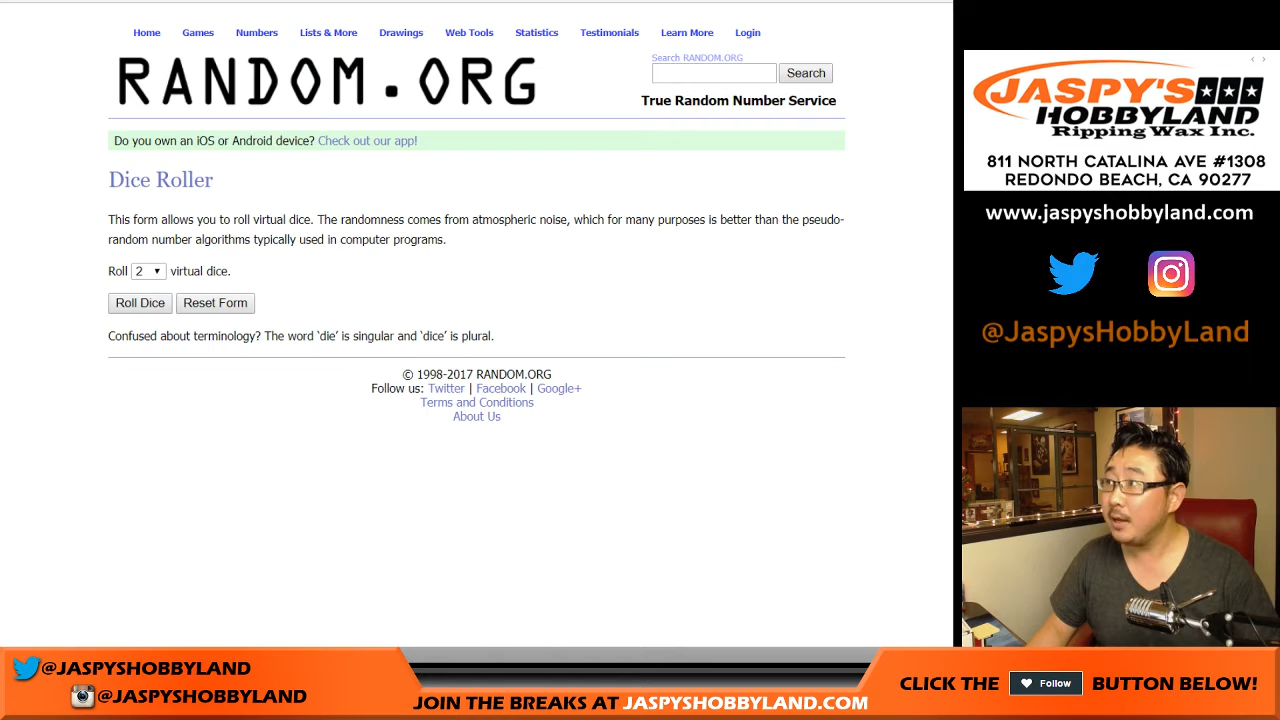 Home Games Numbers Lists & More Drawings Web Tools Statistics Testimonials Learn More Login
RANDOM.ORG
Search RANDOM.ORG
Search
True Random Number Service
Do you own an iOS or Android device? Check out our app!
Dice Roller
This form allows you to roll virtual dice. The randomness comes from atmospheric noise, which for many purposes is better than the pseudo-
random number algorithms typically used in computer programs.
Roll 2 virtual dice.
Roll Dice Reset Form
Confused about terminology? The word ‘die’ is singular and ‘dice’ is plural.
© 1998-2017 RANDOM.ORG
Follow us: Twitter | Facebook | Google+
Terms and Conditions
About Us
JASPY'S
HOBBYLAND
Ripping Wax Inc.
811 NORTH CATALINA AVE #1308
REDONDO BEACH, CA 90277
www.jaspyshobbyland.com
@JaspysHobbyLand
@JASPYSHOBBYLAND
@JASPYSHOBBYLAND
JOIN THE BREAKS AT JASPYSHOBBYLAND.COM
CLICK THE Follow BUTTON BELOW!